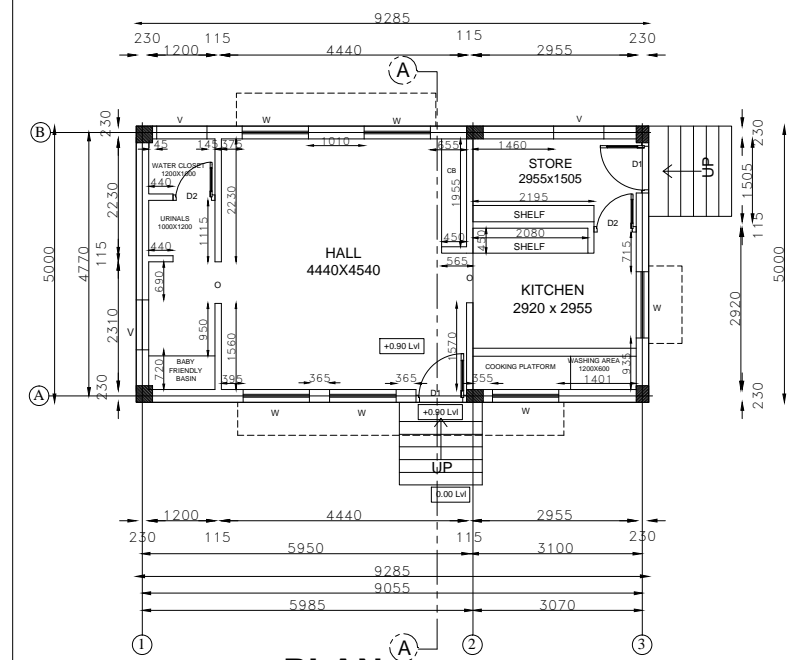 9285
230 115 115 230
1200 4440 2955
A
V W W V
B
230
45 145 375 1010 655 1460
230
WATER CLOSET
1200X1800
440
D2
URINALS
1000X1200
440
1115
2230
CB
1955
STORE
2955x1505
D1
UP
2195
SHELF
D2
2080
SHELF
450
450
715
565
1505
115
2230
115
5000
4770
2310
HALL
4440X4540
KITCHEN
2920 x 2955
W
2920
5000
690
O
O
V
950
1560
1570
+0.90 Lvl
720
BABY
FRIENDLY
BASIN
395 365 365 355
COOKING PLATFORM
WASHING AREA
1200X600
1401
935
230
A
D1
W W W
+0.90 Lvl
230
UP
0.00 Lvl
1200 4440 2955
230 115 115 230
5950 3100
9285
9055
5985 3070
1 2 3
A
PLAN